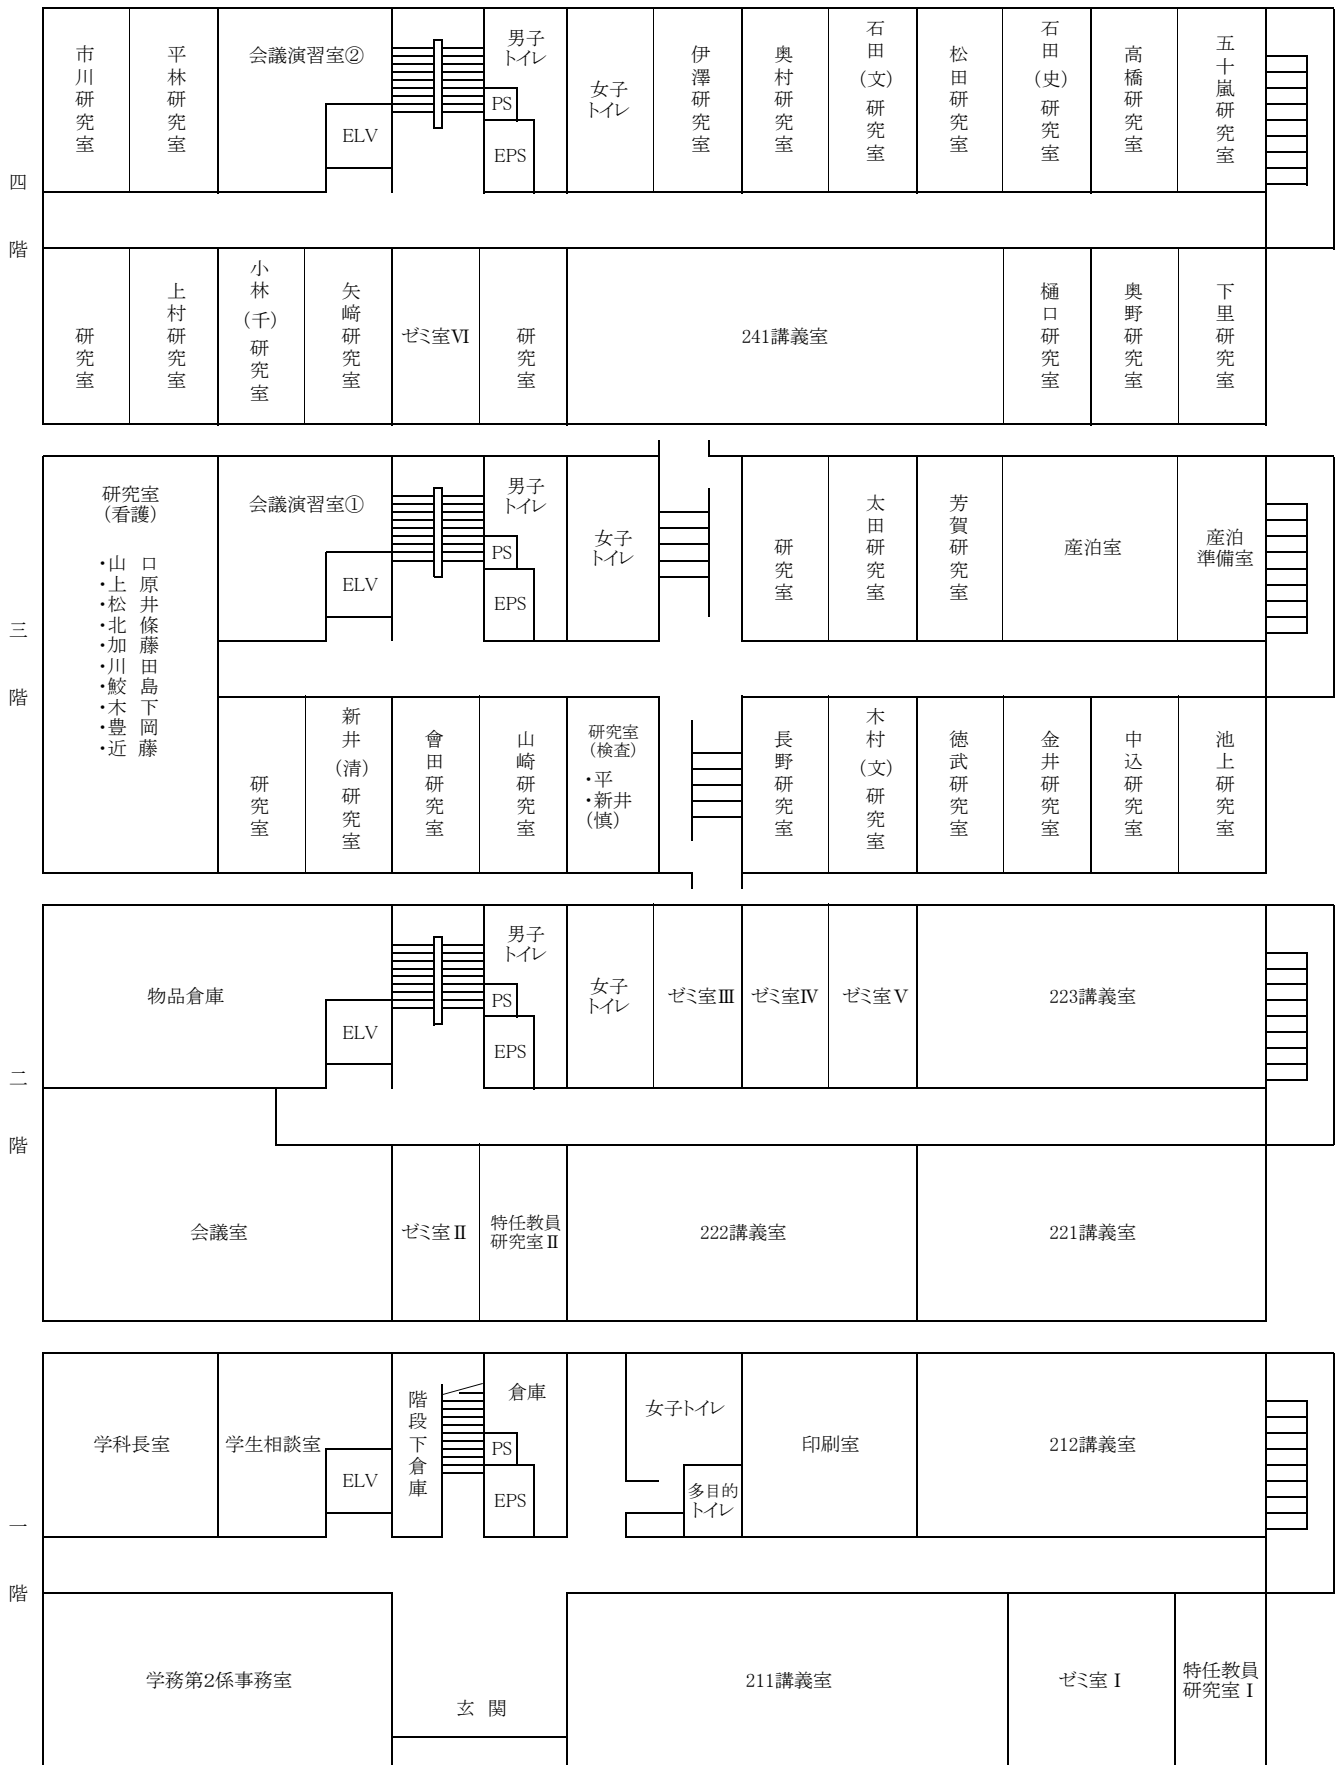 四階
市川研究室
平林研究室
会議演習室②
ELV
男子
トイレ
PS
EPS
女子
トイレ
伊澤研究室
奥村研究室
石田(文)研究室
松田研究室
石田(史)研究室
高橋研究室
五十嵐研究室
研究室
上村研究室
小林(千)研究室
矢﨑研究室
ゼミ室Ⅵ
研究室
241講義室
樋口研究室
奥野研究室
下里研究室
三階
研究室
(看護)
・山 口
・上 原
・松 井
・北 條
・加 藤
・川 田
・鮫 島
・木 下
・豊 岡
・近 藤
会議演習室①
ELV
男子
トイレ
PS
EPS
女子
トイレ
研究室
太田研究室
芳賀研究室
産泊室
産泊
準備室
研究室
新井(清)研究室
會田研究室
山崎研究室
研究室
(検査)
・平
・新井
(慎)
長野研究室
木村(文)研究室
徳武研究室
金井研究室
中込研究室
池上研究室
二階
物品倉庫
ELV
男子
トイレ
PS
EPS
女子
トイレ
ゼミ室Ⅲ
ゼミ室Ⅳ
ゼミ室Ⅴ
223講義室
会議室
ゼミ室Ⅱ
特任教員
研究室Ⅱ
222講義室
221講義室
一階
学科長室
学生相談室
ELV
階段下倉庫
倉庫
PS
EPS
女子トイレ
多目的
トイレ
印刷室
212講義室
学務第2係事務室
玄 関
211講義室
ゼミ室Ⅰ
特任教員
研究室Ⅰ